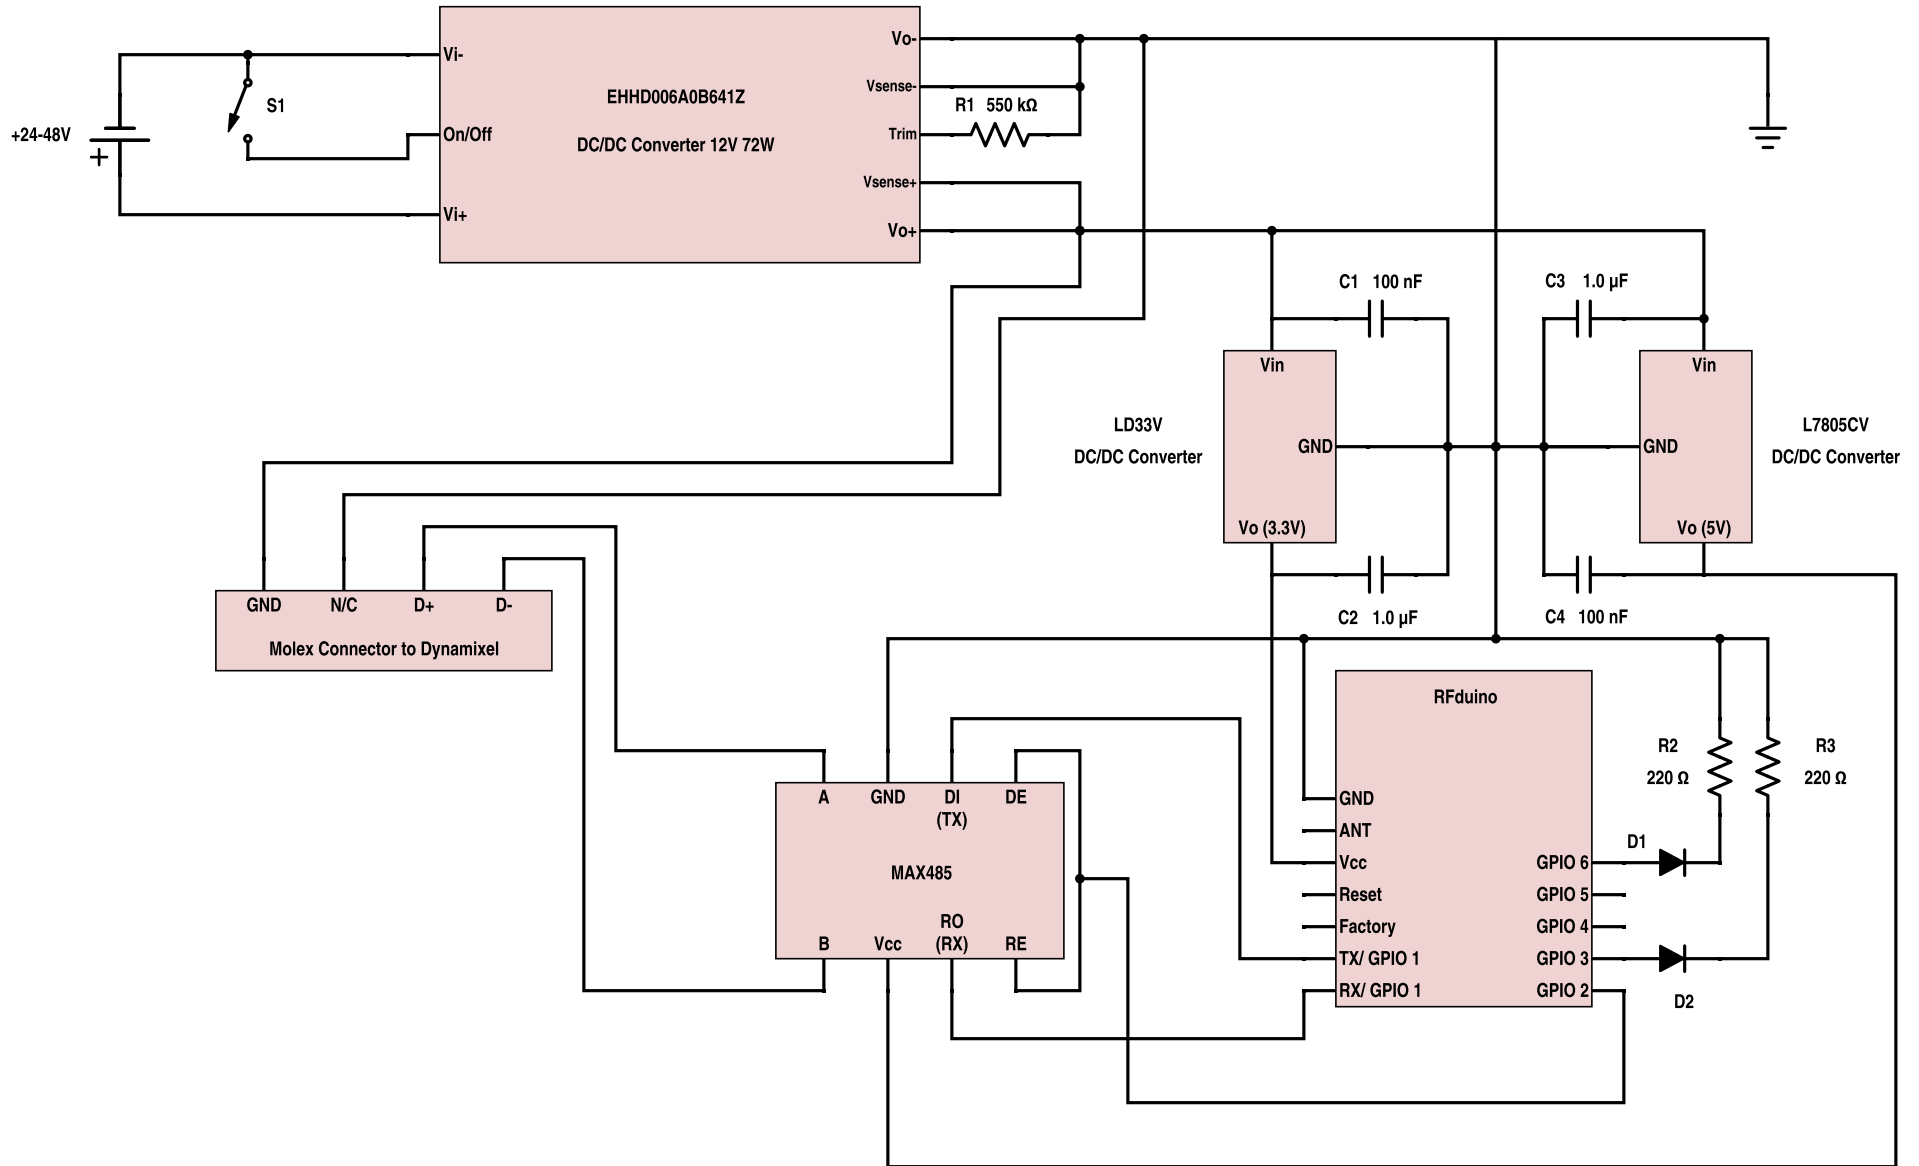 Vi-
S1
+24-48V
On/Off
Vi+
EHHD006A0B641Z
DC/DC Converter 12V 72W
Vo-
Vsense-
R1 550 kΩ
Trim
Vsense+
Vo+
C1 100 nF
C3 1.0 µF
Vin
Vin
LD33V
DC/DC Converter
GND
GND
L7805CV
DC/DC Converter
Vo (3.3V)
Vo (5V)
C2 1.0 µF
C4 100 nF
GND N/C D+ D-
Molex Connector to Dynamixel
RFduino
R2
220 Ω
R3
220 Ω
A GND DI DE
(TX)
MAX485
RO
B Vcc (RX) RE
GND
ANT
Vcc
Reset
Factory
TX/ GPIO 1
RX/ GPIO 1
GPIO 6
GPIO 5
GPIO 4
GPIO 3
GPIO 2
D1
D2